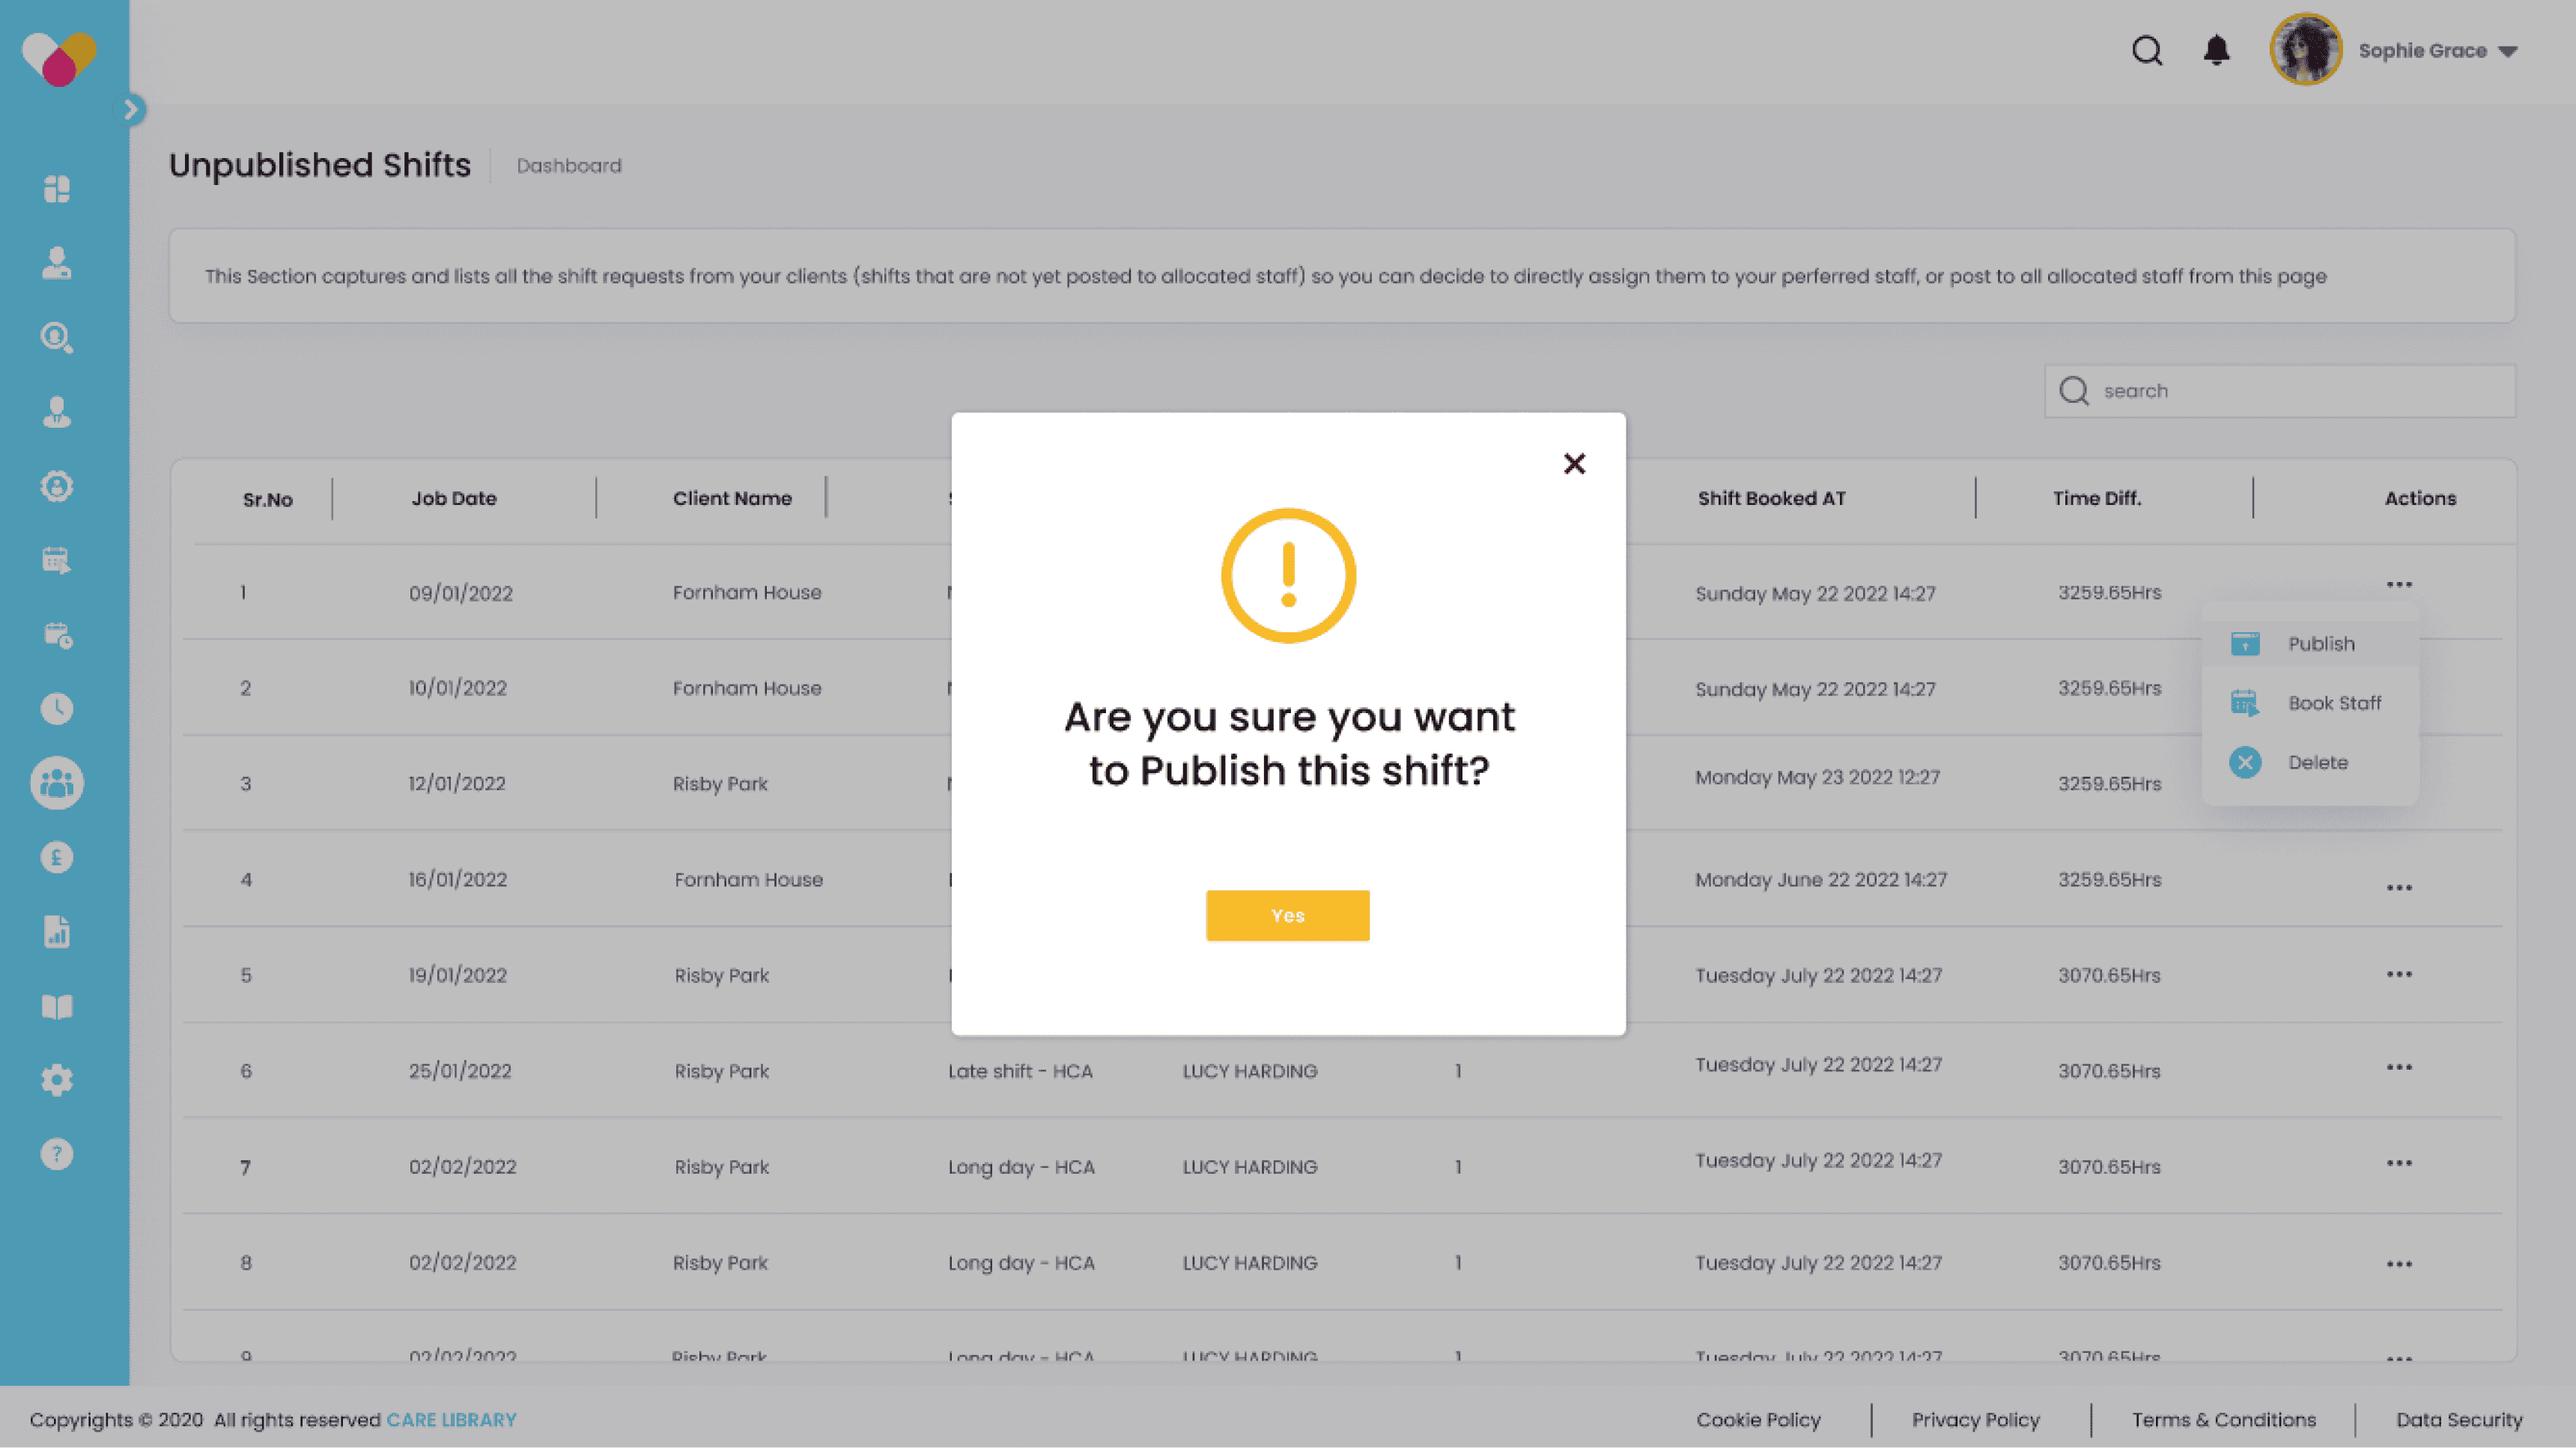 Sophie Grace
Unpublished Shifts
Dashboard
This Section captures and lists all the shift requests from your clients (shifts that are not yet posted to allocated staff) so you can decide to directly assign them to your perferred staff, or post to all allocated staff from this page
search
Sr.No Job Date Client Name Shift Booked AT Time Diff. Actions
1 09/01/2022 Fornham House Sunday May 22 2022 14:27 3259.65Hrs
2 10/01/2022 Fornham House Sunday May 22 2022 14:27 3259.65Hrs
3 12/01/2022 Risby Park Monday May 23 2022 12:27 3259.65Hrs
4 16/01/2022 Fornham House Monday June 22 2022 14:27 3259.65Hrs
5 19/01/2022 Risby Park Tuesday July 22 2022 14:27 3070.65Hrs
6 25/01/2022 Risby Park Late shift - HCA LUCY HARDING 1 Tuesday July 22 2022 14:27 3070.65Hrs
7 02/02/2022 Risby Park Long day - HCA LUCY HARDING 1 Tuesday July 22 2022 14:27 3070.65Hrs
8 02/02/2022 Risby Park Long day - HCA LUCY HARDING 1 Tuesday July 22 2022 14:27 3070.65Hrs
9 02/02/2022 Risby Park Long day - HCA LUCY HARDING 1 Tuesday July 22 2022 14:27 3070.65Hrs
Publish
Book Staff
Delete
Are you sure you want
to Publish this shift?
Yes
Copyrights © 2020 All rights reserved CARE LIBRARY
Cookie Policy
Privacy Policy
Terms & Conditions
Data Security